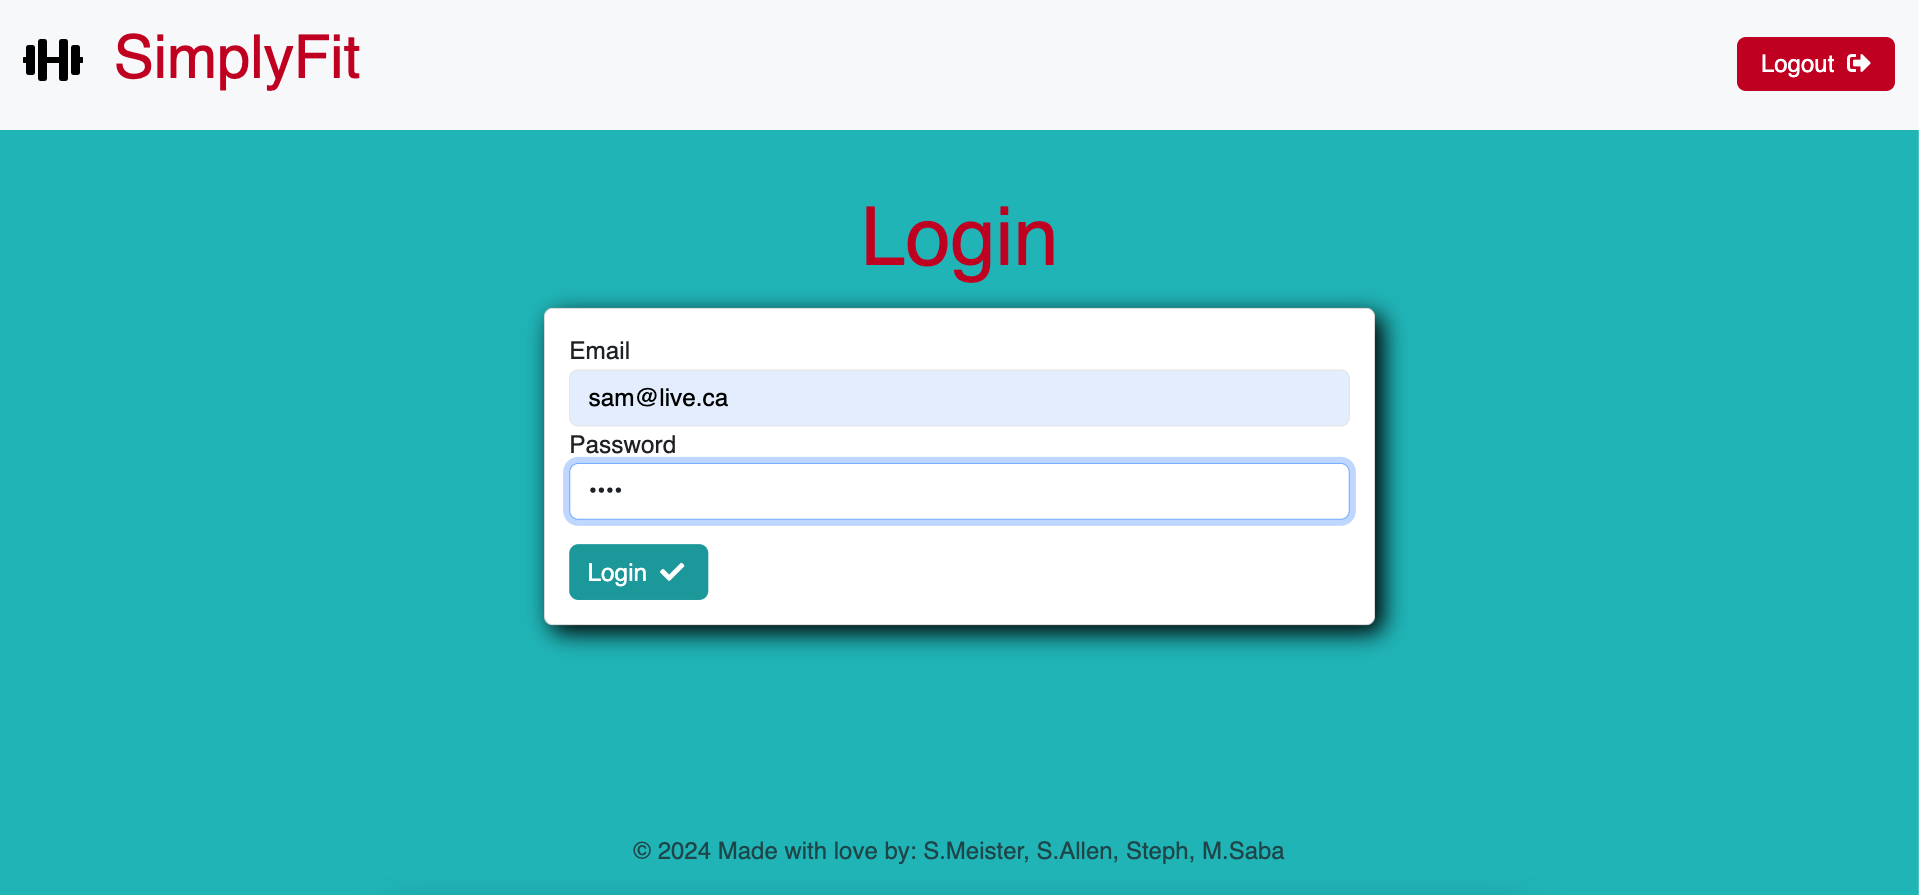 SimplyFit
Logout
Login
Email
sam@live.ca
Password
••••
Login
© 2024 Made with love by: S.Meister, S.Allen, Steph, M.Saba